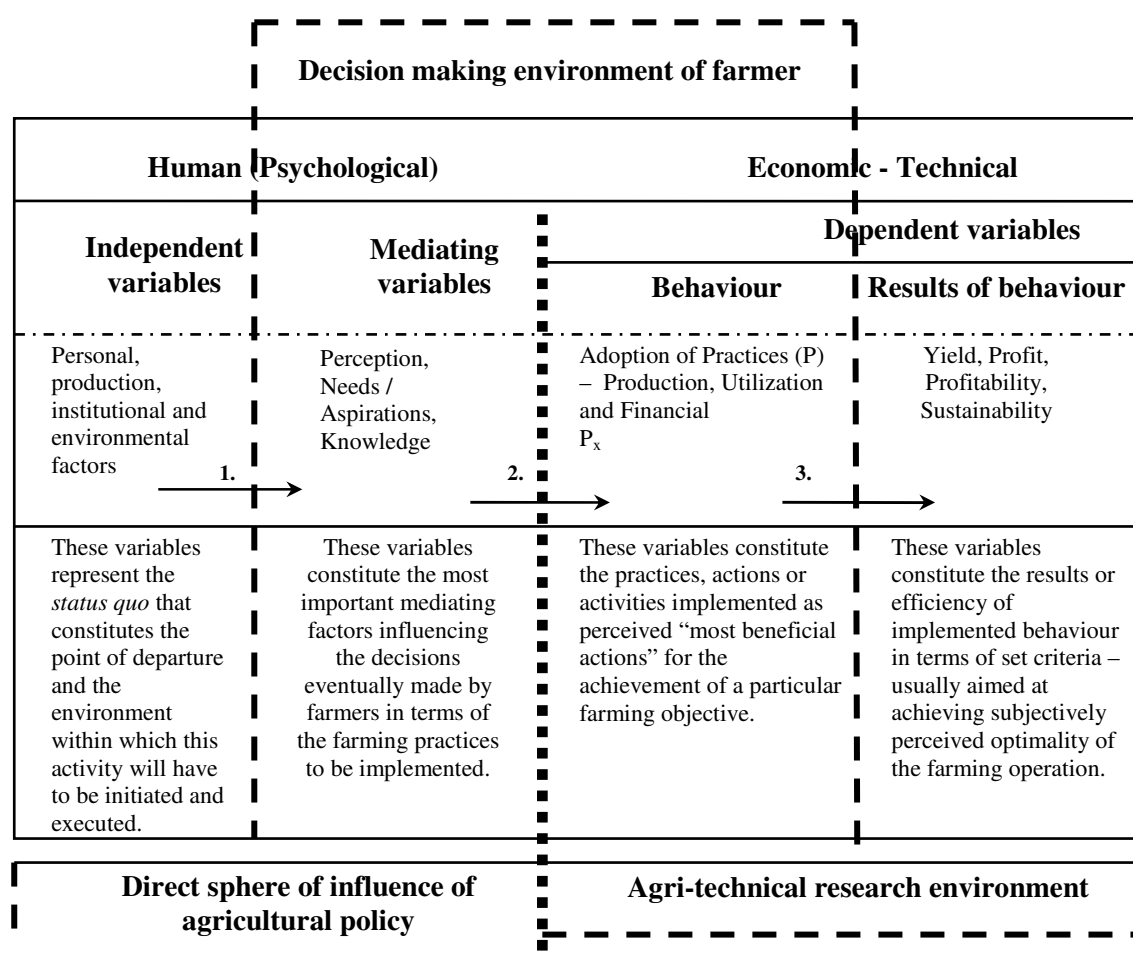 Decision making environment of farmer
Human (Psychological)
Economic - Technical
Independent
variables
Mediating
variables
Dependent variables
Behaviour
Results of behaviour
Personal,
production,
institutional and
environmental
factors
1.
Perception,
Needs /
Aspirations,
Knowledge
2.
Adoption of Practices (P)
– Production, Utilization
and Financial
Pₓ
3.
Yield, Profit,
Profitability,
Sustainability
These variables
represent the
status quo that
constitutes the
point of departure
and the
environment
within which this
activity will have
to be initiated and
executed.
These variables
constitute the most
important mediating
factors influencing
the decisions
eventually made by
farmers in terms of
the farming practices
to be implemented.
These variables constitute
the practices, actions or
activities implemented as
perceived “most beneficial
actions” for the
achievement of a particular
farming objective.
These variables
constitute the results or
efficiency of
implemented behaviour
in terms of set criteria –
usually aimed at
achieving subjectively
perceived optimality of
the farming operation.
Direct sphere of influence of
agricultural policy
Agri-technical research environment